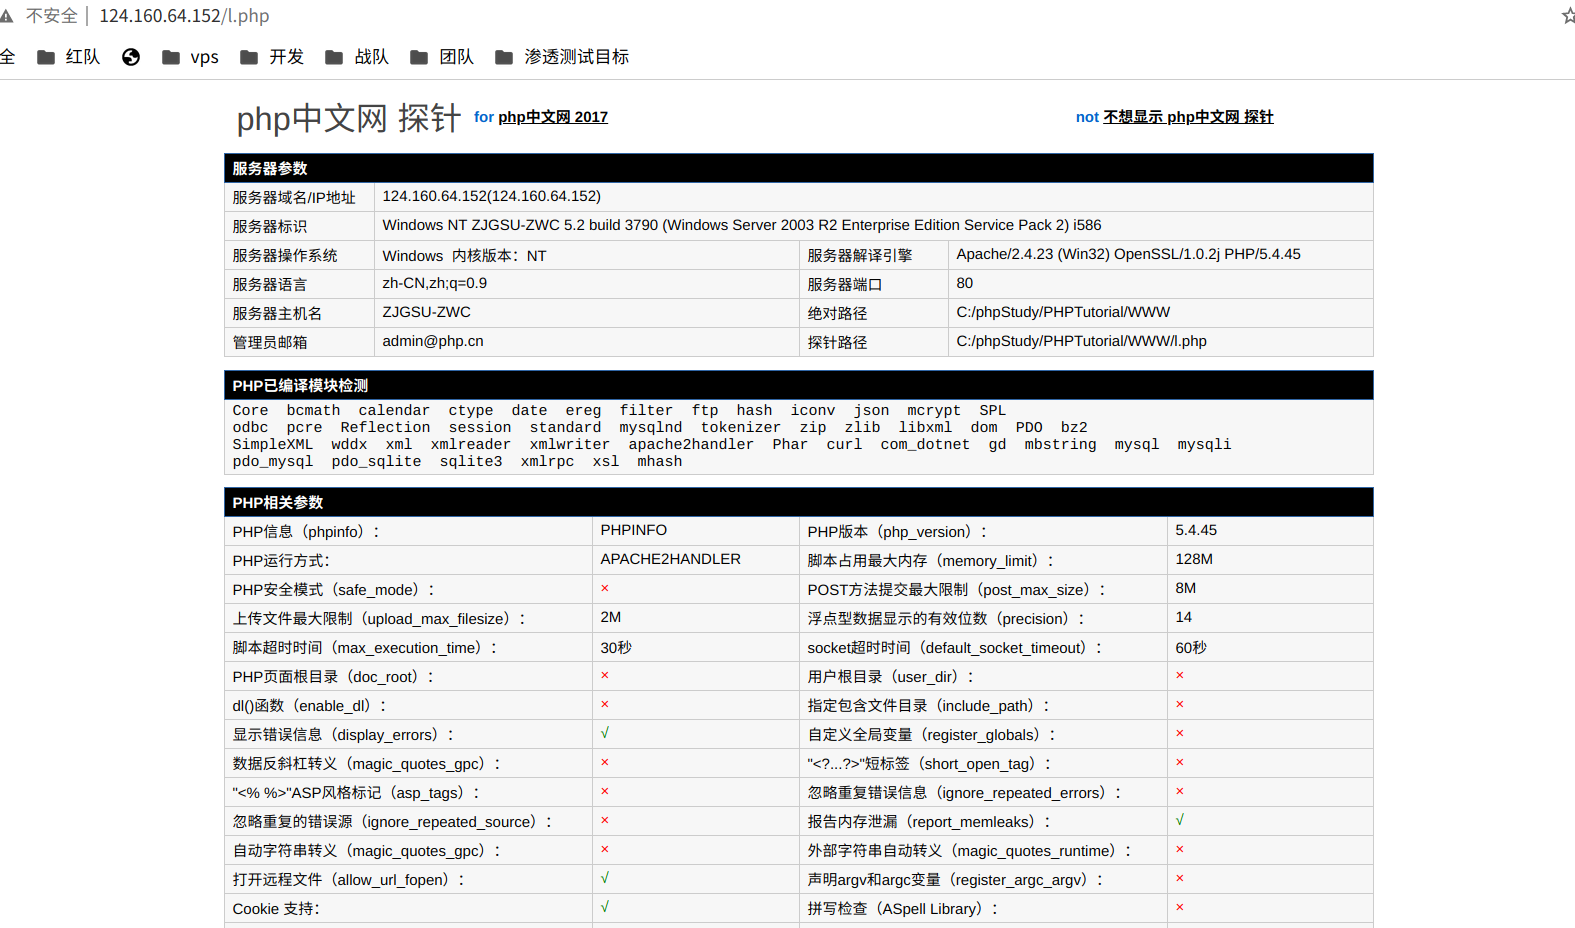 不安全 | 124.160.64.152/l.php
全 红队 vps 开发 战队 团队 渗透测试目标
php中文网 探针 for php中文网 2017 not 不想显示 php中文网 探针
服务器参数
服务器域名/IP地址 124.160.64.152(124.160.64.152)
服务器标识 Windows NT ZJGSU-ZWC 5.2 build 3790 (Windows Server 2003 R2 Enterprise Edition Service Pack 2) i586
服务器操作系统 Windows 内核版本：NT 服务器解译引擎 Apache/2.4.23 (Win32) OpenSSL/1.0.2j PHP/5.4.45
服务器语言 zh-CN,zh;q=0.9 服务器端口 80
服务器主机名 ZJGSU-ZWC 绝对路径 C:/phpStudy/PHPTutorial/WWW
管理员邮箱 admin@php.cn 探针路径 C:/phpStudy/PHPTutorial/WWW/l.php
PHP已编译模块检测
Core bcmath calendar ctype date ereg filter ftp hash iconv json mcrypt SPL
odbc pcre Reflection session standard mysqlnd tokenizer zip zlib libxml dom PDO bz2
SimpleXML wddx xml xmlreader xmlwriter apache2handler Phar curl com_dotnet gd mbstring mysql mysqli
pdo_mysql pdo_sqlite sqlite3 xmlrpc xsl mhash
PHP相关参数
PHP信息（phpinfo）： PHPINFO PHP版本（php_version）： 5.4.45
PHP运行方式： APACHE2HANDLER 脚本占用最大内存（memory_limit）： 128M
PHP安全模式（safe_mode）： × POST方法提交最大限制（post_max_size）： 8M
上传文件最大限制（upload_max_filesize）： 2M 浮点型数据显示的有效位数（precision）： 14
脚本超时时间（max_execution_time）： 30秒 socket超时时间（default_socket_timeout）： 60秒
PHP页面根目录（doc_root）： × 用户根目录（user_dir）： ×
dl()函数（enable_dl）： × 指定包含文件目录（include_path）： ×
显示错误信息（display_errors）： √ 自定义全局变量（register_globals）： ×
数据反斜杠转义（magic_quotes_gpc）： × "<?...?>"短标签（short_open_tag）： ×
"<% %>"ASP风格标记（asp_tags）： × 忽略重复错误信息（ignore_repeated_errors）： ×
忽略重复的错误源（ignore_repeated_source）： × 报告内存泄漏（report_memleaks）： √
自动字符串转义（magic_quotes_gpc）： × 外部字符串自动转义（magic_quotes_runtime）： ×
打开远程文件（allow_url_fopen）： √ 声明argv和argc变量（register_argc_argv）： ×
Cookie 支持： √ 拼写检查（ASpell Library）： ×